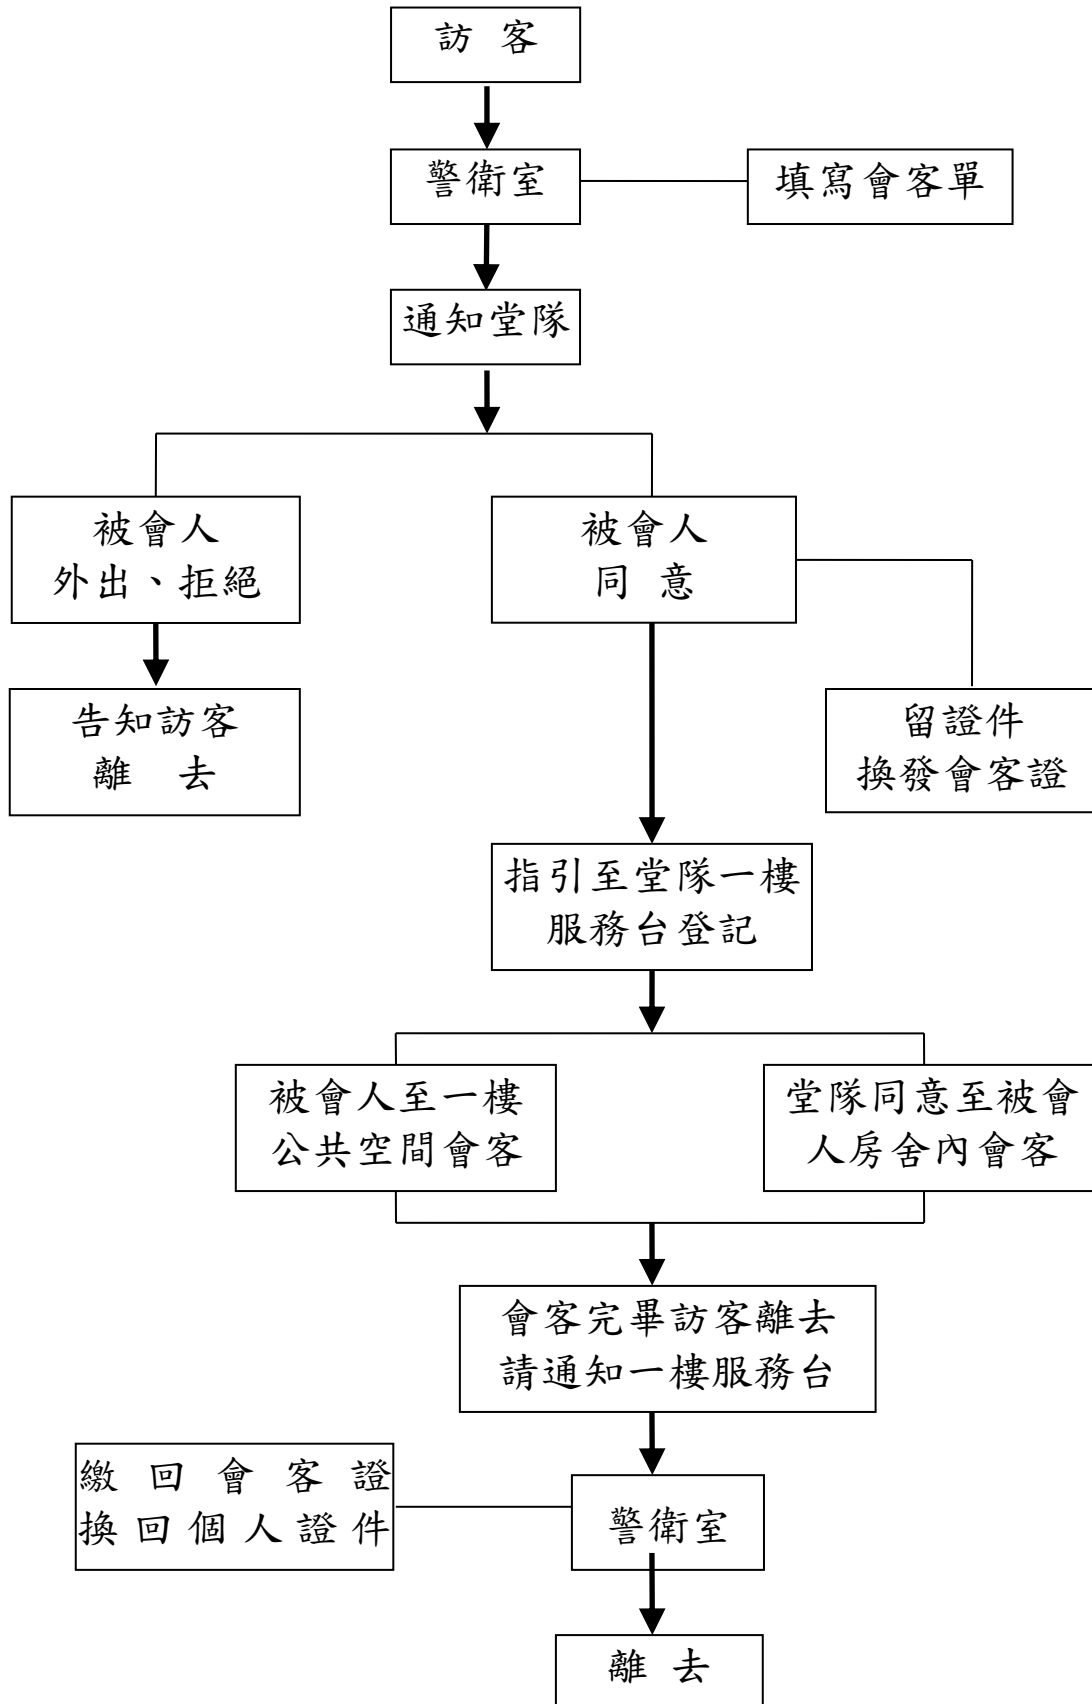 訪 客
警衛室
填寫會客單
通知堂隊
被會人
外出、拒絕
被會人
同 意
告知訪客
離 去
留證件
換發會客證
指引至堂隊一樓
服務台登記
被會人至一樓
公共空間會客
堂隊同意至被會
人房舍內會客
會客完畢訪客離去
請通知一樓服務台
繳回會客證
換回個人證件
警衛室
離 去